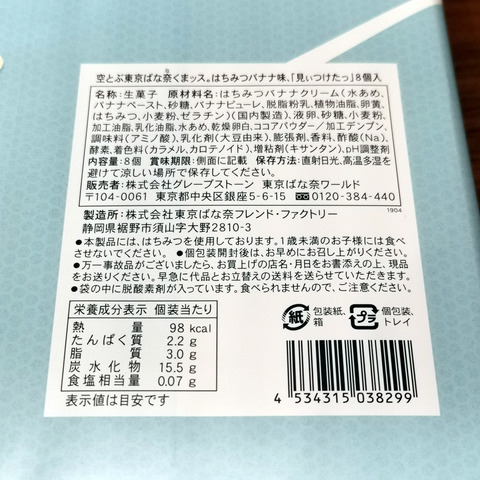 空とぶ東京ばな奈くまッス。はちみつバナナ味、「見ぃつけたっ」8個入
名称：生菓子 原材料名：はちみつバナナクリーム（水あめ、
バナナペースト、砂糖、バナナピューレ、脱脂粉乳、植物油脂、卵黄、
はちみつ、小麦粉、ゼラチン）（国内製造）、液卵、砂糖、小麦粉、
加工油脂、乳化油脂、水あめ、乾燥卵白、ココアパウダー/加工デンプン、
調味料（アミノ酸）、乳化剤（大豆由来）、膨張剤、香料、酢酸（Na）、
酵素、着色料（カラメル、カロテノイド）、増粘剤（キサンタン）、pH調整剤
内容量：8個 賞味期限：側面に記載 保存方法：直射日光、高温多湿を
避けて涼しい場所で保存してください。
販売者：株式会社グレープストーン 東京ばな奈ワールド
〒104-0061 東京都中央区銀座5-6-15 0120-384-440
製造所：株式会社東京ばな奈フレンド・ファクトリー 1904
静岡県裾野市須山字大野2810-3
●本製品には、はちみつを使用しております。1歳未満のお子様には食べ
させないでください。 ●個包装開封後は、お早めにお召し上がりください。
●万一事故品がございましたら、お買上げの店名・月日をお書添えの上、現品
をお送りください。早急に代品とお立替えの送料をお送りさせていただきます。
●袋の中に脱酸素剤が入っています。食べられませんので、ご注意ください。
栄養成分表示 個装当たり
熱量 98 kcal
たんぱく質 2.2 g
脂質 3.0 g
炭水化物 15.5 g
食塩相当量 0.07 g
表示値は目安です
紙 包装紙、
箱
プラ 個包装、
トレイ
4 534315 038299